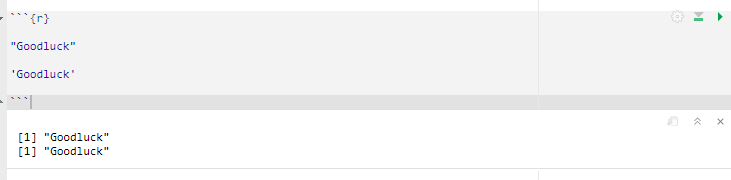 ```{r}
"Goodluck"
'Goodluck'
```
[1] "Goodluck"
[1] "Goodluck"